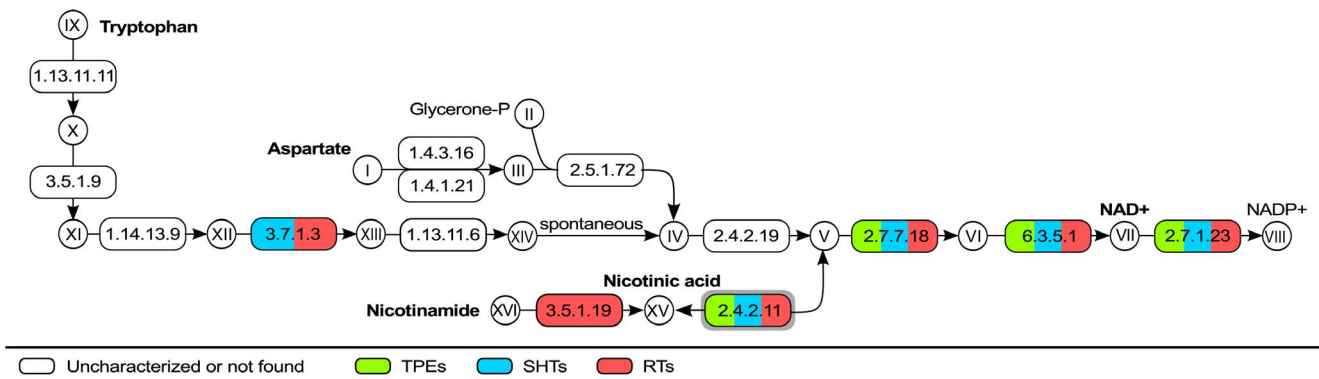 IX Tryptophan
1.13.11.11
X
Glycerone-P II
Aspartate I 1.4.3.16 III 2.5.1.72
1.4.1.21
3.5.1.9
XI 1.14.13.9 XII 3.7.1.3 XIII 1.13.11.6 XIV spontaneous IV 2.4.2.19 V 2.7.7.18 VI 6.3.5.1 NAD+ VII 2.7.1.23 NADP+ VIII
Nicotinic acid
Nicotinamide XVI 3.5.1.19 XV 2.4.2.11
Uncharacterized or not found TPEs SHTs RTs